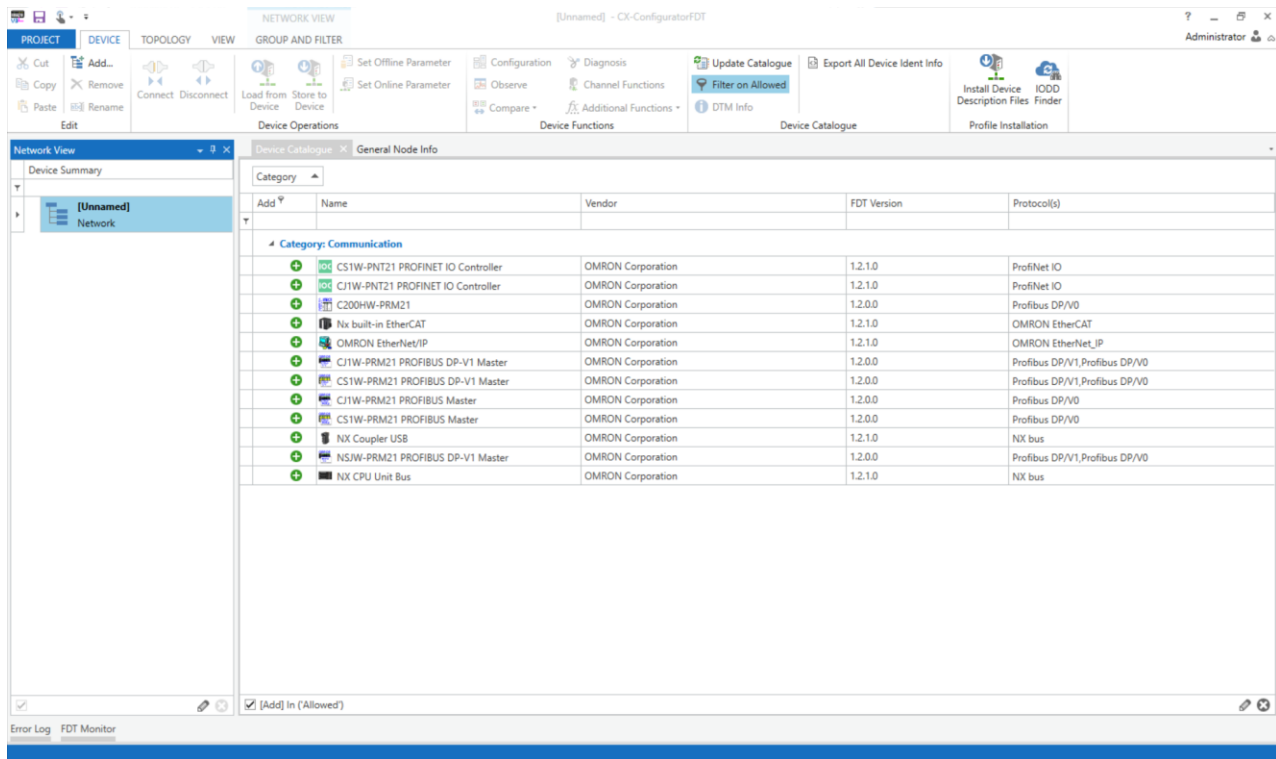 NETWORK VIEW
[Unnamed] - CX-ConfiguratorFDT
?
PROJECT DEVICE TOPOLOGY VIEW GROUP AND FILTER Administrator
Cut Add... Set Offline Parameter Configuration Diagnosis Update Catalogue Export All Device Ident Info
Copy Remove Connect Disconnect Load from Device Store to Device Set Online Parameter Observe Channel Functions Filter on Allowed Install Device Description Files IODD Finder
Paste Rename Compare Additional Functions DTM Info
Edit Device Operations Device Functions Device Catalogue Profile Installation
Network View
Device Summary
[Unnamed]
Network
Device Catalogue General Node Info
Category
Add Name Vendor FDT Version Protocol(s)
Category: Communication
IOC CS1W-PNT21 PROFINET IO Controller OMRON Corporation 1.2.1.0 ProfiNet IO
IOC CJ1W-PNT21 PROFINET IO Controller OMRON Corporation 1.2.1.0 ProfiNet IO
C200HW-PRM21 OMRON Corporation 1.2.0.0 Profibus DP/V0
Nx built-in EtherCAT OMRON Corporation 1.2.1.0 OMRON EtherCAT
OMRON EtherNet/IP OMRON Corporation 1.2.1.0 OMRON EtherNet_IP
CJ1W-PRM21 PROFIBUS DP-V1 Master OMRON Corporation 1.2.0.0 Profibus DP/V1,Profibus DP/V0
CS1W-PRM21 PROFIBUS DP-V1 Master OMRON Corporation 1.2.0.0 Profibus DP/V1,Profibus DP/V0
CJ1W-PRM21 PROFIBUS Master OMRON Corporation 1.2.0.0 Profibus DP/V0
CS1W-PRM21 PROFIBUS Master OMRON Corporation 1.2.0.0 Profibus DP/V0
NX Coupler USB OMRON Corporation 1.2.1.0 NX bus
NSJW-PRM21 PROFIBUS DP-V1 Master OMRON Corporation 1.2.0.0 Profibus DP/V1,Profibus DP/V0
NX CPU Unit Bus OMRON Corporation 1.2.1.0 NX bus
[Add] In ('Allowed')
Error Log FDT Monitor